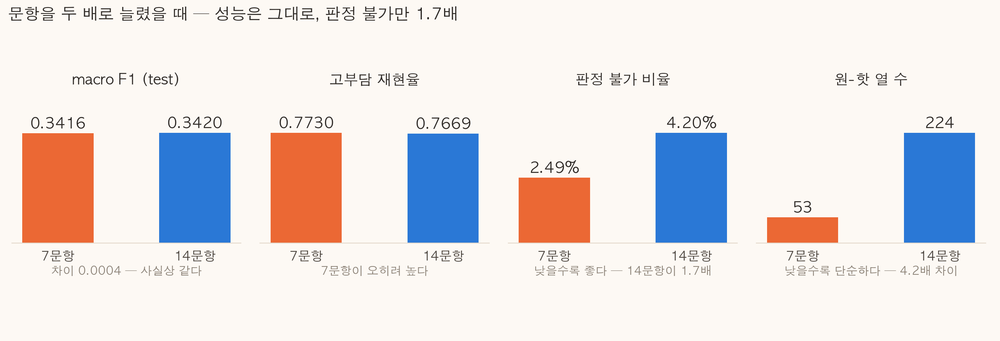 문항을 두 배로 늘렸을 때 — 성능은 그대로, 판정 불가만 1.7배
macro F1 (test)
0.3416
0.3420
7문항
14문항
차이 0.0004 — 사실상 같다
고부담 재현율
0.7730
0.7669
7문항
14문항
7문항이 오히려 높다
판정 불가 비율
2.49%
4.20%
7문항
14문항
낮을수록 좋다 — 14문항이 1.7배
원-핫 열 수
53
224
7문항
14문항
낮을수록 단순하다 — 4.2배 차이